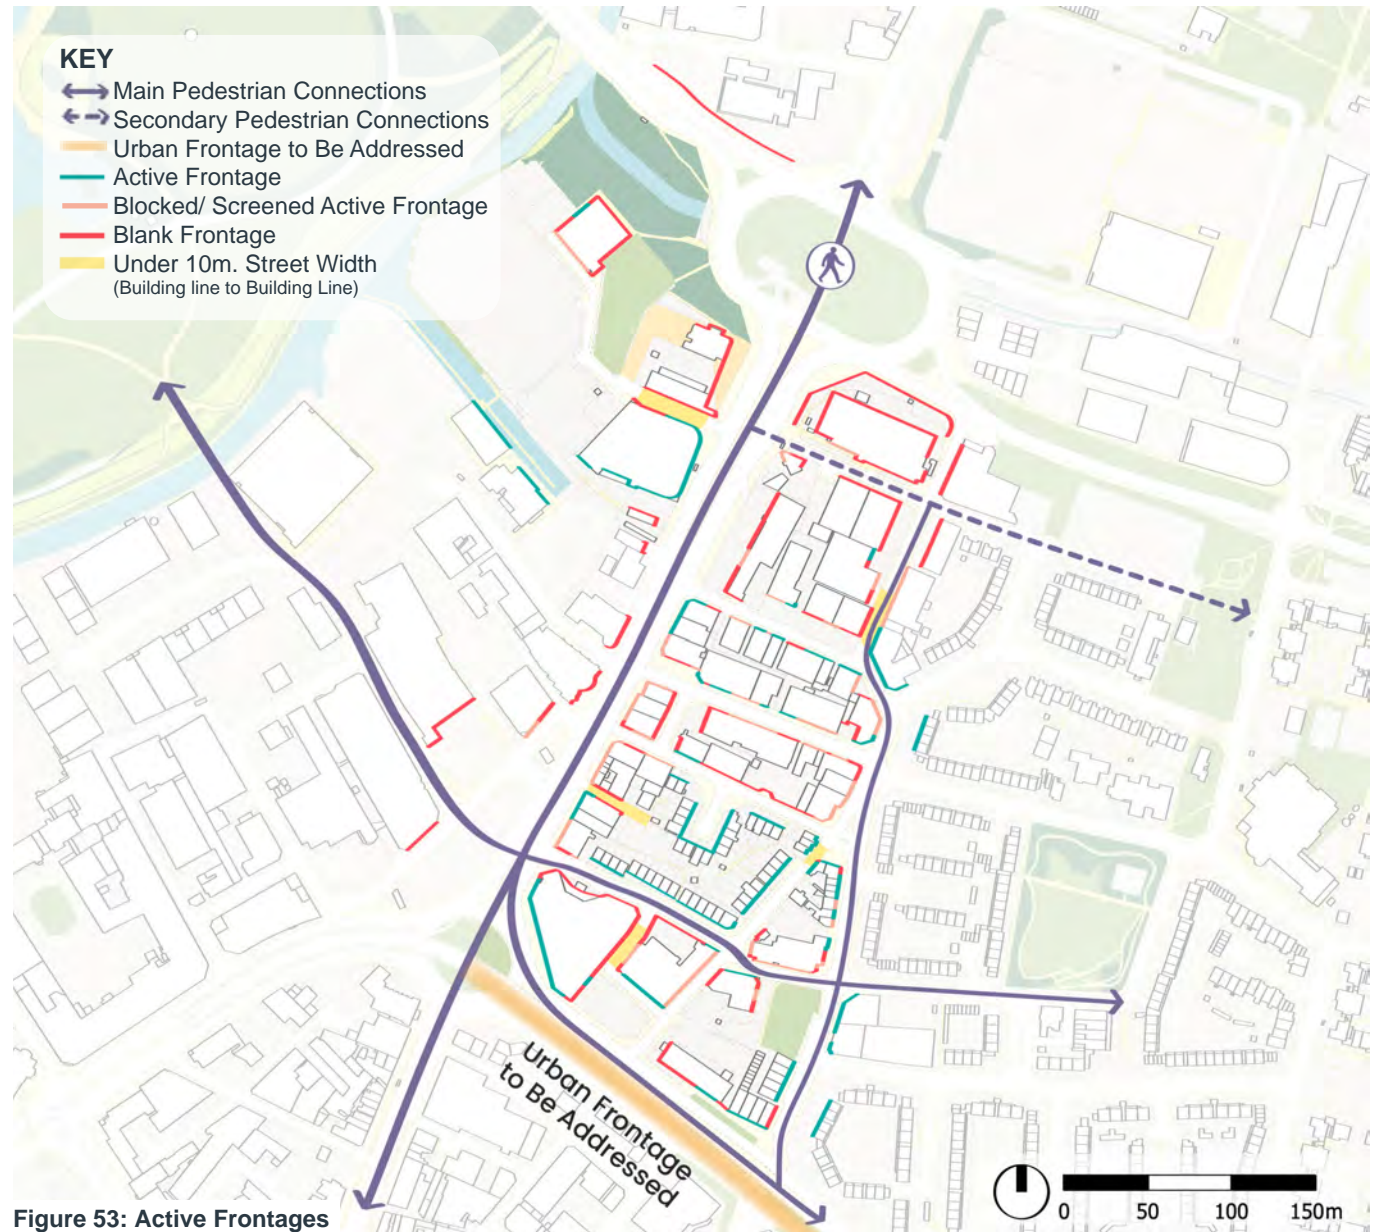 KEY
Main Pedestrian Connections
Secondary Pedestrian Connections
Urban Frontage to Be Addressed
Active Frontage
Blocked/ Screened Active Frontage
Blank Frontage
Under 10m. Street Width
(Building line to Building Line)
Urban Frontage
to Be Addressed
0 50 100 150m
Figure 53: Active Frontages